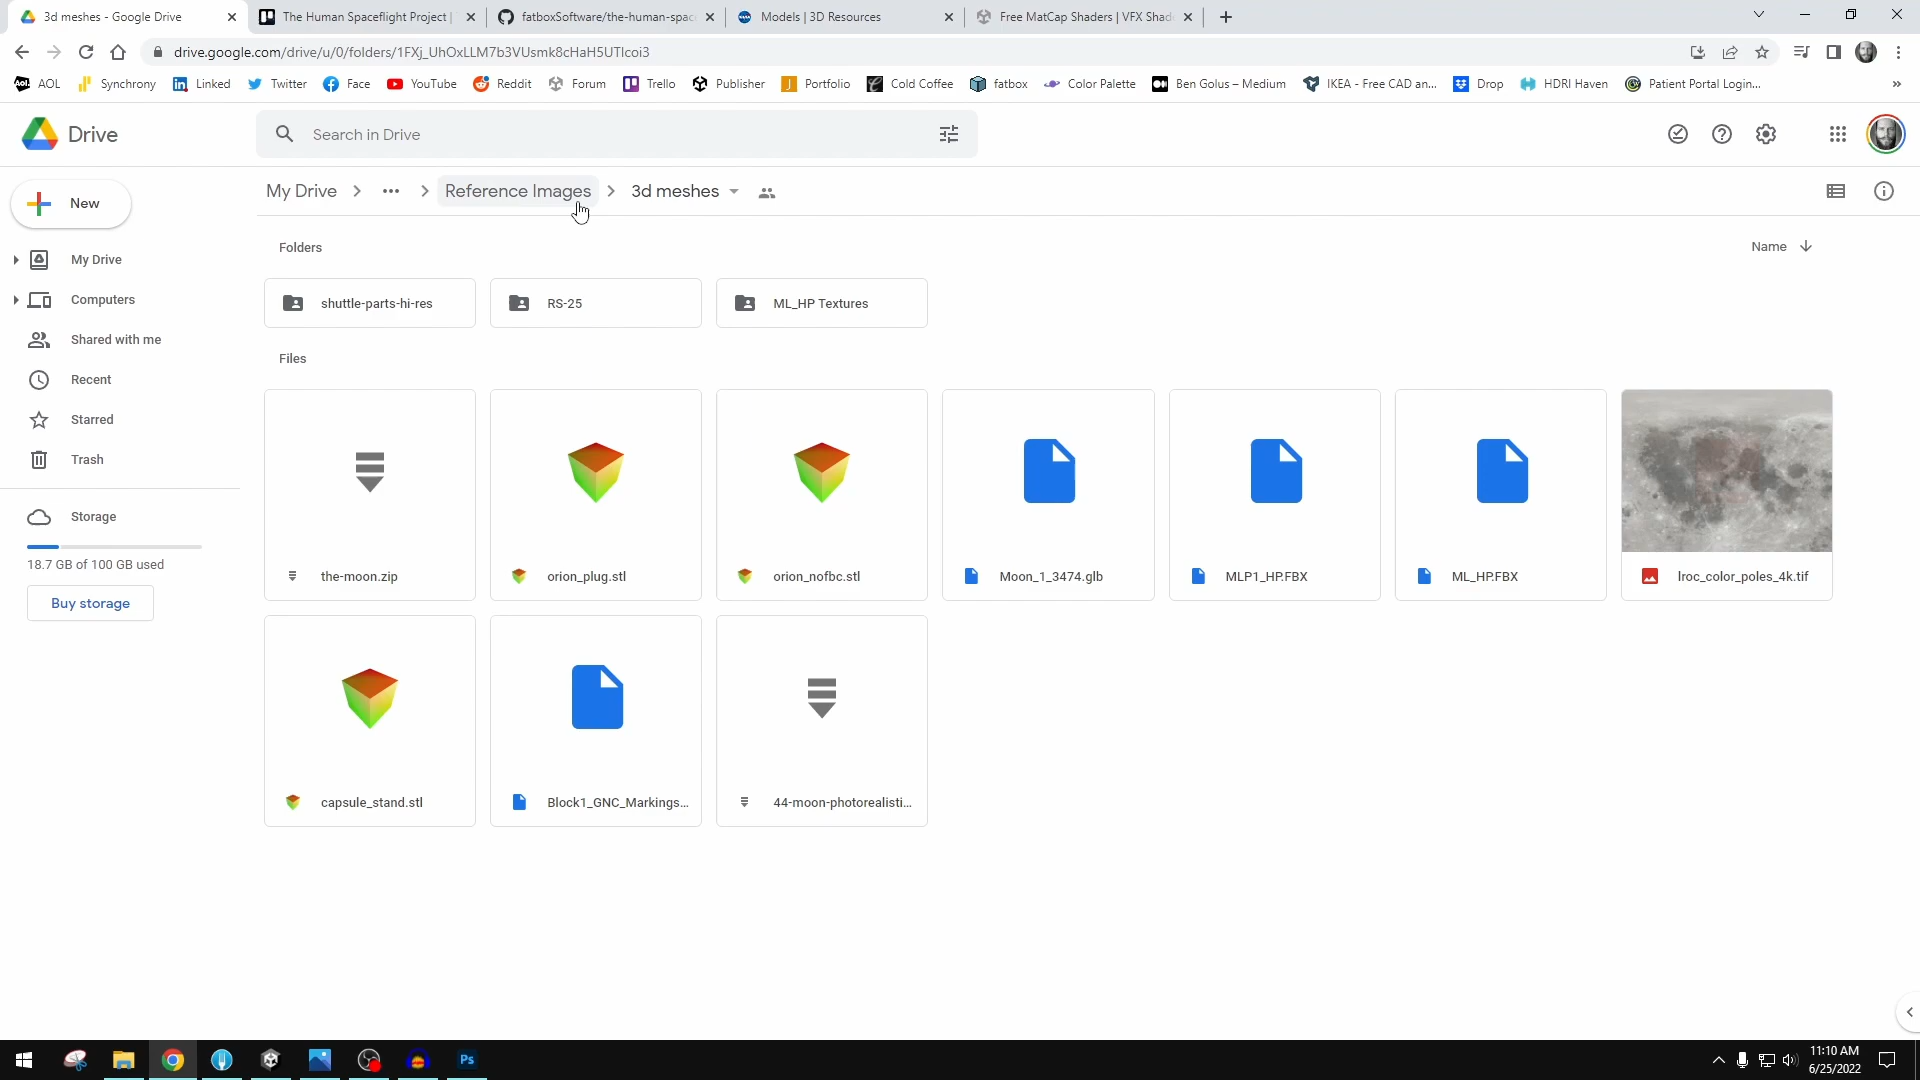 3d meshes - Google Drive
The Human Spaceflight Project |
fatboxSoftware/the-human-spac
Models | 3D Resources
Free MatCap Shaders | VFX Shad
drive.google.com/drive/u/0/folders/1FXj_UhOxLLM7b3VUsmk8cHaH5UTlcoi3
AOL
Synchrony
Linked
Twitter
Face
YouTube
Reddit
Forum
Trello
Publisher
Portfolio
Cold Coffee
fatbox
Color Palette
Ben Golus – Medium
IKEA - Free CAD an...
Drop
HDRI Haven
Patient Portal Login...
Drive
Search in Drive
New
My Drive
Reference Images
3d meshes
My Drive
Computers
Shared with me
Recent
Starred
Trash
Storage
18.7 GB of 100 GB used
Buy storage
Folders
Name
shuttle-parts-hi-res
RS-25
ML_HP Textures
Files
the-moon.zip
orion_plug.stl
orion_nofbc.stl
Moon_1_3474.glb
MLP1_HP.FBX
ML_HP.FBX
lroc_color_poles_4k.tif
capsule_stand.stl
Block1_GNC_Markings...
44-moon-photorealisti...
Ps
11:10 AM
6/25/2022